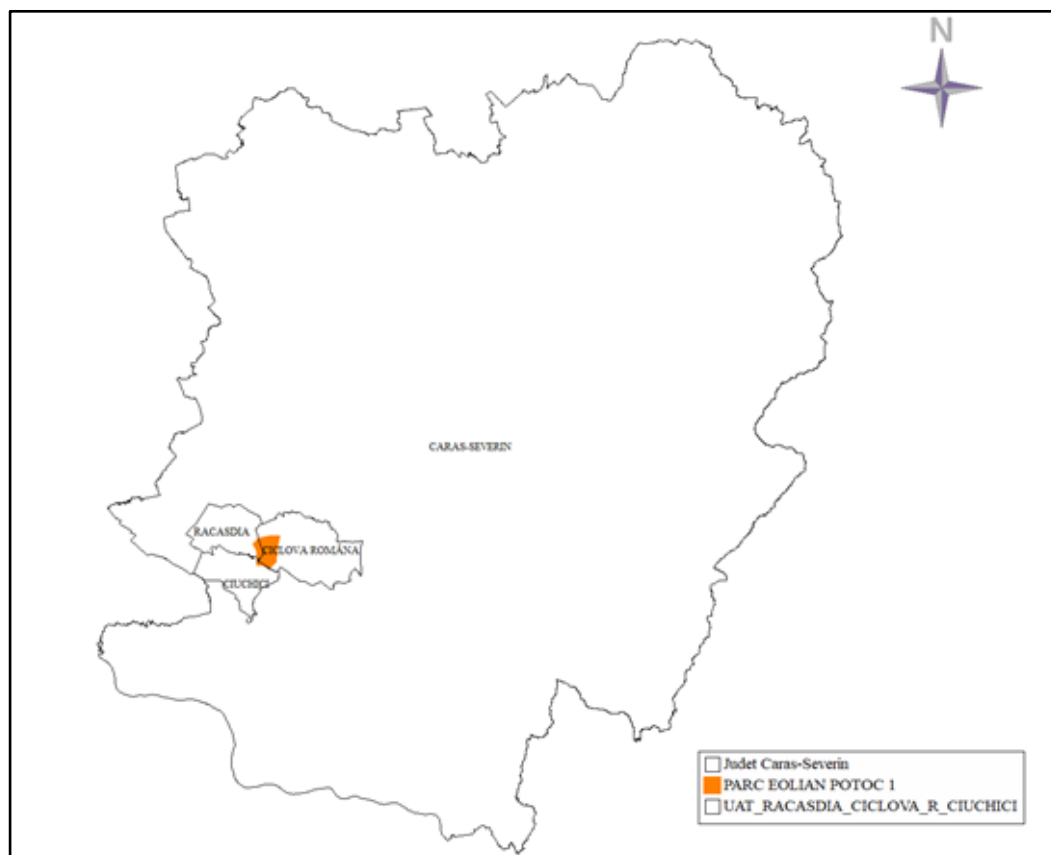 N
CARAS-SEVERIN
RACASDIA
CICLOVA ROMANA
CIUCHICI
Judet Caras-Severin
PARC EOLIAN POTOC 1
UAT_RACASDIA_CICLOVA_R_CIUCHICI